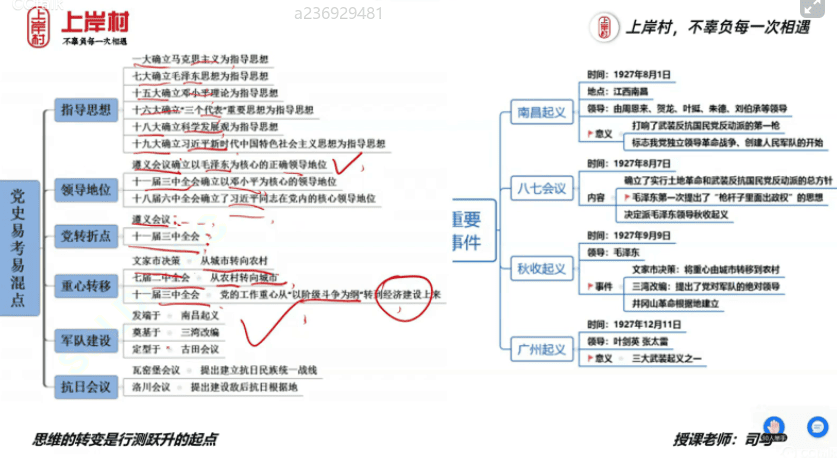 上岸村
上岸村
不辜负每一次相遇
a236929481
上岸村，不辜负每一次相遇
党史易考易混点
指导思想
一大确立马克思主义为指导思想
七大确立毛泽东思想为指导思想
十五大确立邓小平理论为指导思想
十六大确立“三个代表”重要思想为指导思想
十八大确立科学发展观为指导思想
十九大确立习近平新时代中国特色社会主义思想为指导思想
领导地位
遵义会议确立以毛泽东为核心的正确领导地位
十一届三中全会确立以邓小平为核心的领导地位
十八届六中全会确立了习近平同志在党内的核心领导地位
党转折点
遵义会议
十一届三中全会
重心转移
文家市决策 从城市转向农村
七届二中全会 从农村转向城市
十一届三中全会 党的工作重心从“以阶级斗争为纲”转到经济建设上来
军队建设
发端于 南昌起义
奠基于 三湾改编
定型于 古田会议
抗日会议
瓦窑堡会议 提出建立抗日民族统一战线
洛川会议 提出建设敌后抗日根据地
重要事件
南昌起义
时间：1927年8月1日
地点：江西南昌
领导：由周恩来、贺龙、叶挺、朱德、刘伯承等领导
意义
打响了武装反抗国民党反动派的第一枪
标志我党独立领导革命战争、创建人民军队的开始
八七会议
时间：1927年8月7日
内容
确立了实行土地革命和武装反抗国民党反动派的总方针
毛泽东第一次提出了“枪杆子里面出政权”的思想
决定派毛泽东领导秋收起义
秋收起义
时间：1927年9月9日
领导：毛泽东
事件
文家市决策：将重心由城市转移到农村
三湾改编：提出了党对军队的绝对领导
井冈山革命根据地建立
广州起义
时间：1927年12月11日
领导：叶剑英 张太雷
意义 三大武装起义之一
思维的转变是行测跃升的起点
授课老师：司马